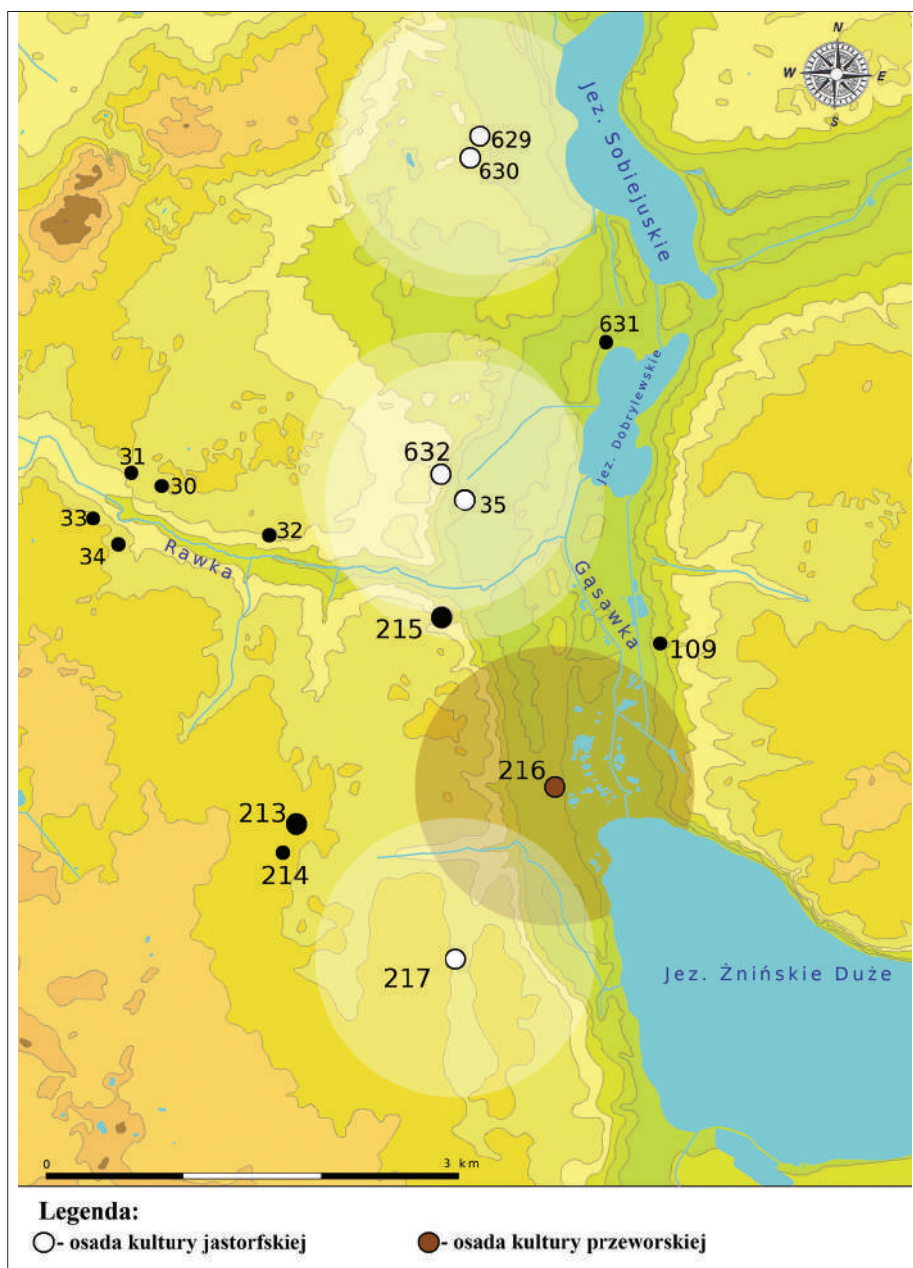 N
W E
S
Jez. Sobiejuskie
629
630
631
Jez. Dobrylewskie
632
35
31
30
33
34
32
Rawka
Gąsawka
215
109
216
213
214
217
Jez. Żnińskie Duże
0 3 km
Legenda:
- osada kultury jastorfskiej
- osada kultury przeworskiej